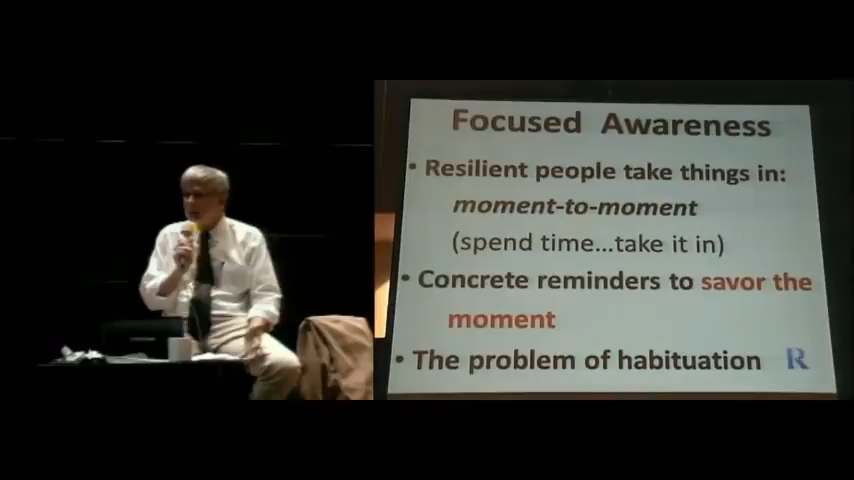 Focused Awareness
• Resilient people take things in:
moment-to-moment
(spend time...take it in)
• Concrete reminders to savor the
moment
• The problem of habituation R